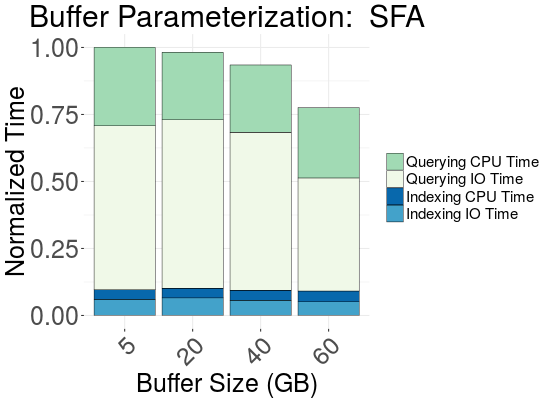 Buffer Parameterization:  SFA
Normalized Time
1.00
0.75
0.50
0.25
0.00
5
20
40
60
Buffer Size (GB)
Querying CPU Time
Querying IO Time
Indexing CPU Time
Indexing IO Time